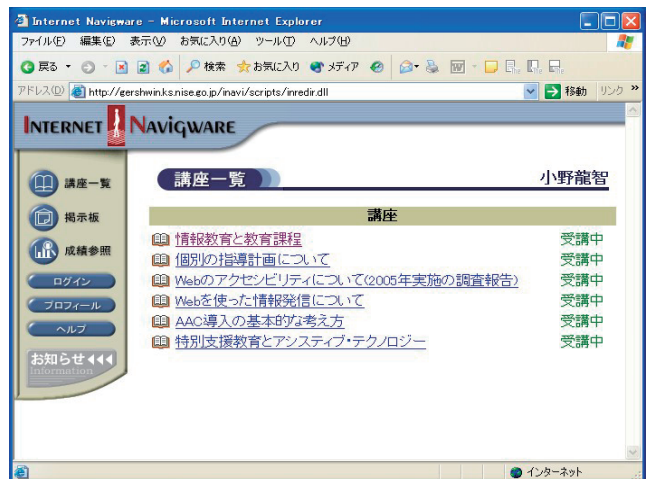 Internet Navigware - Microsoft Internet Explorer
ファイル(F) 編集(E) 表示(V) お気に入り(A) ツール(T) ヘルプ(H)
戻る 検索 お気に入り メディア
アドレス(D) http://gershwin.ks.nise.go.jp/inavi/scripts/inredir.dll 移動 リンク »
INTERNET NAVIGWARE
講座一覧
掲示板
成績参照
ログイン
プロフィール
ヘルプ
お知らせ
Information
講座一覧 小野龍智
講座
情報教育と教育課程 受講中
個別の指導計画について 受講中
Webのアクセシビリティについて(2005年実施の調査報告) 受講中
Webを使った情報発信について 受講中
AAC導入の基本的な考え方 受講中
特別支援教育とアシスティブ・テクノロジー 受講中
インターネット